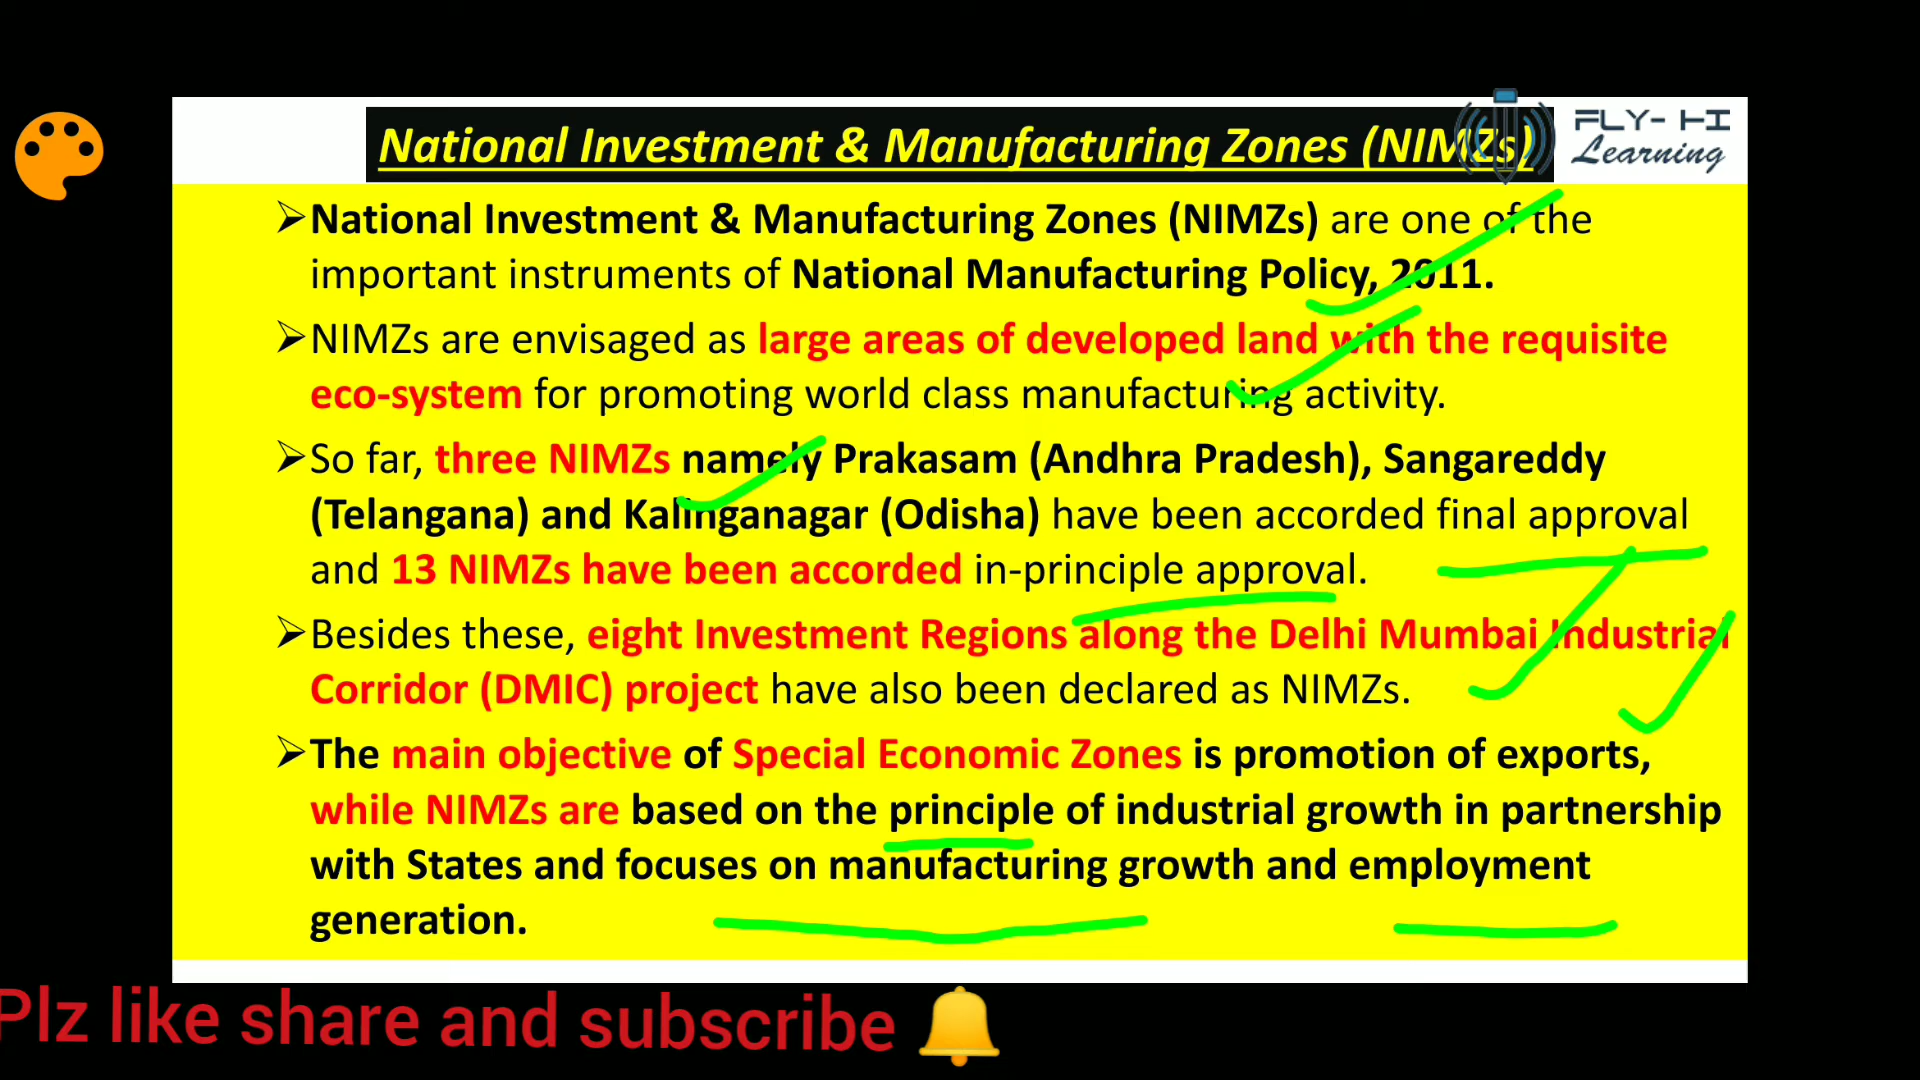 National Investment & Manufacturing Zones (NIMZs)
FLY-HI
Learning
➢National Investment & Manufacturing Zones (NIMZs) are one of the
important instruments of National Manufacturing Policy, 2011.
➢NIMZs are envisaged as large areas of developed land with the requisite
eco-system for promoting world class manufacturing activity.
➢So far, three NIMZs namely Prakasam (Andhra Pradesh), Sangareddy
(Telangana) and Kalinganagar (Odisha) have been accorded final approval
and 13 NIMZs have been accorded in-principle approval.
➢Besides these, eight Investment Regions along the Delhi Mumbai Industrial
Corridor (DMIC) project have also been declared as NIMZs.
➢The main objective of Special Economic Zones is promotion of exports,
while NIMZs are based on the principle of industrial growth in partnership
with States and focuses on manufacturing growth and employment
generation.
Plz like share and subscribe 🔔